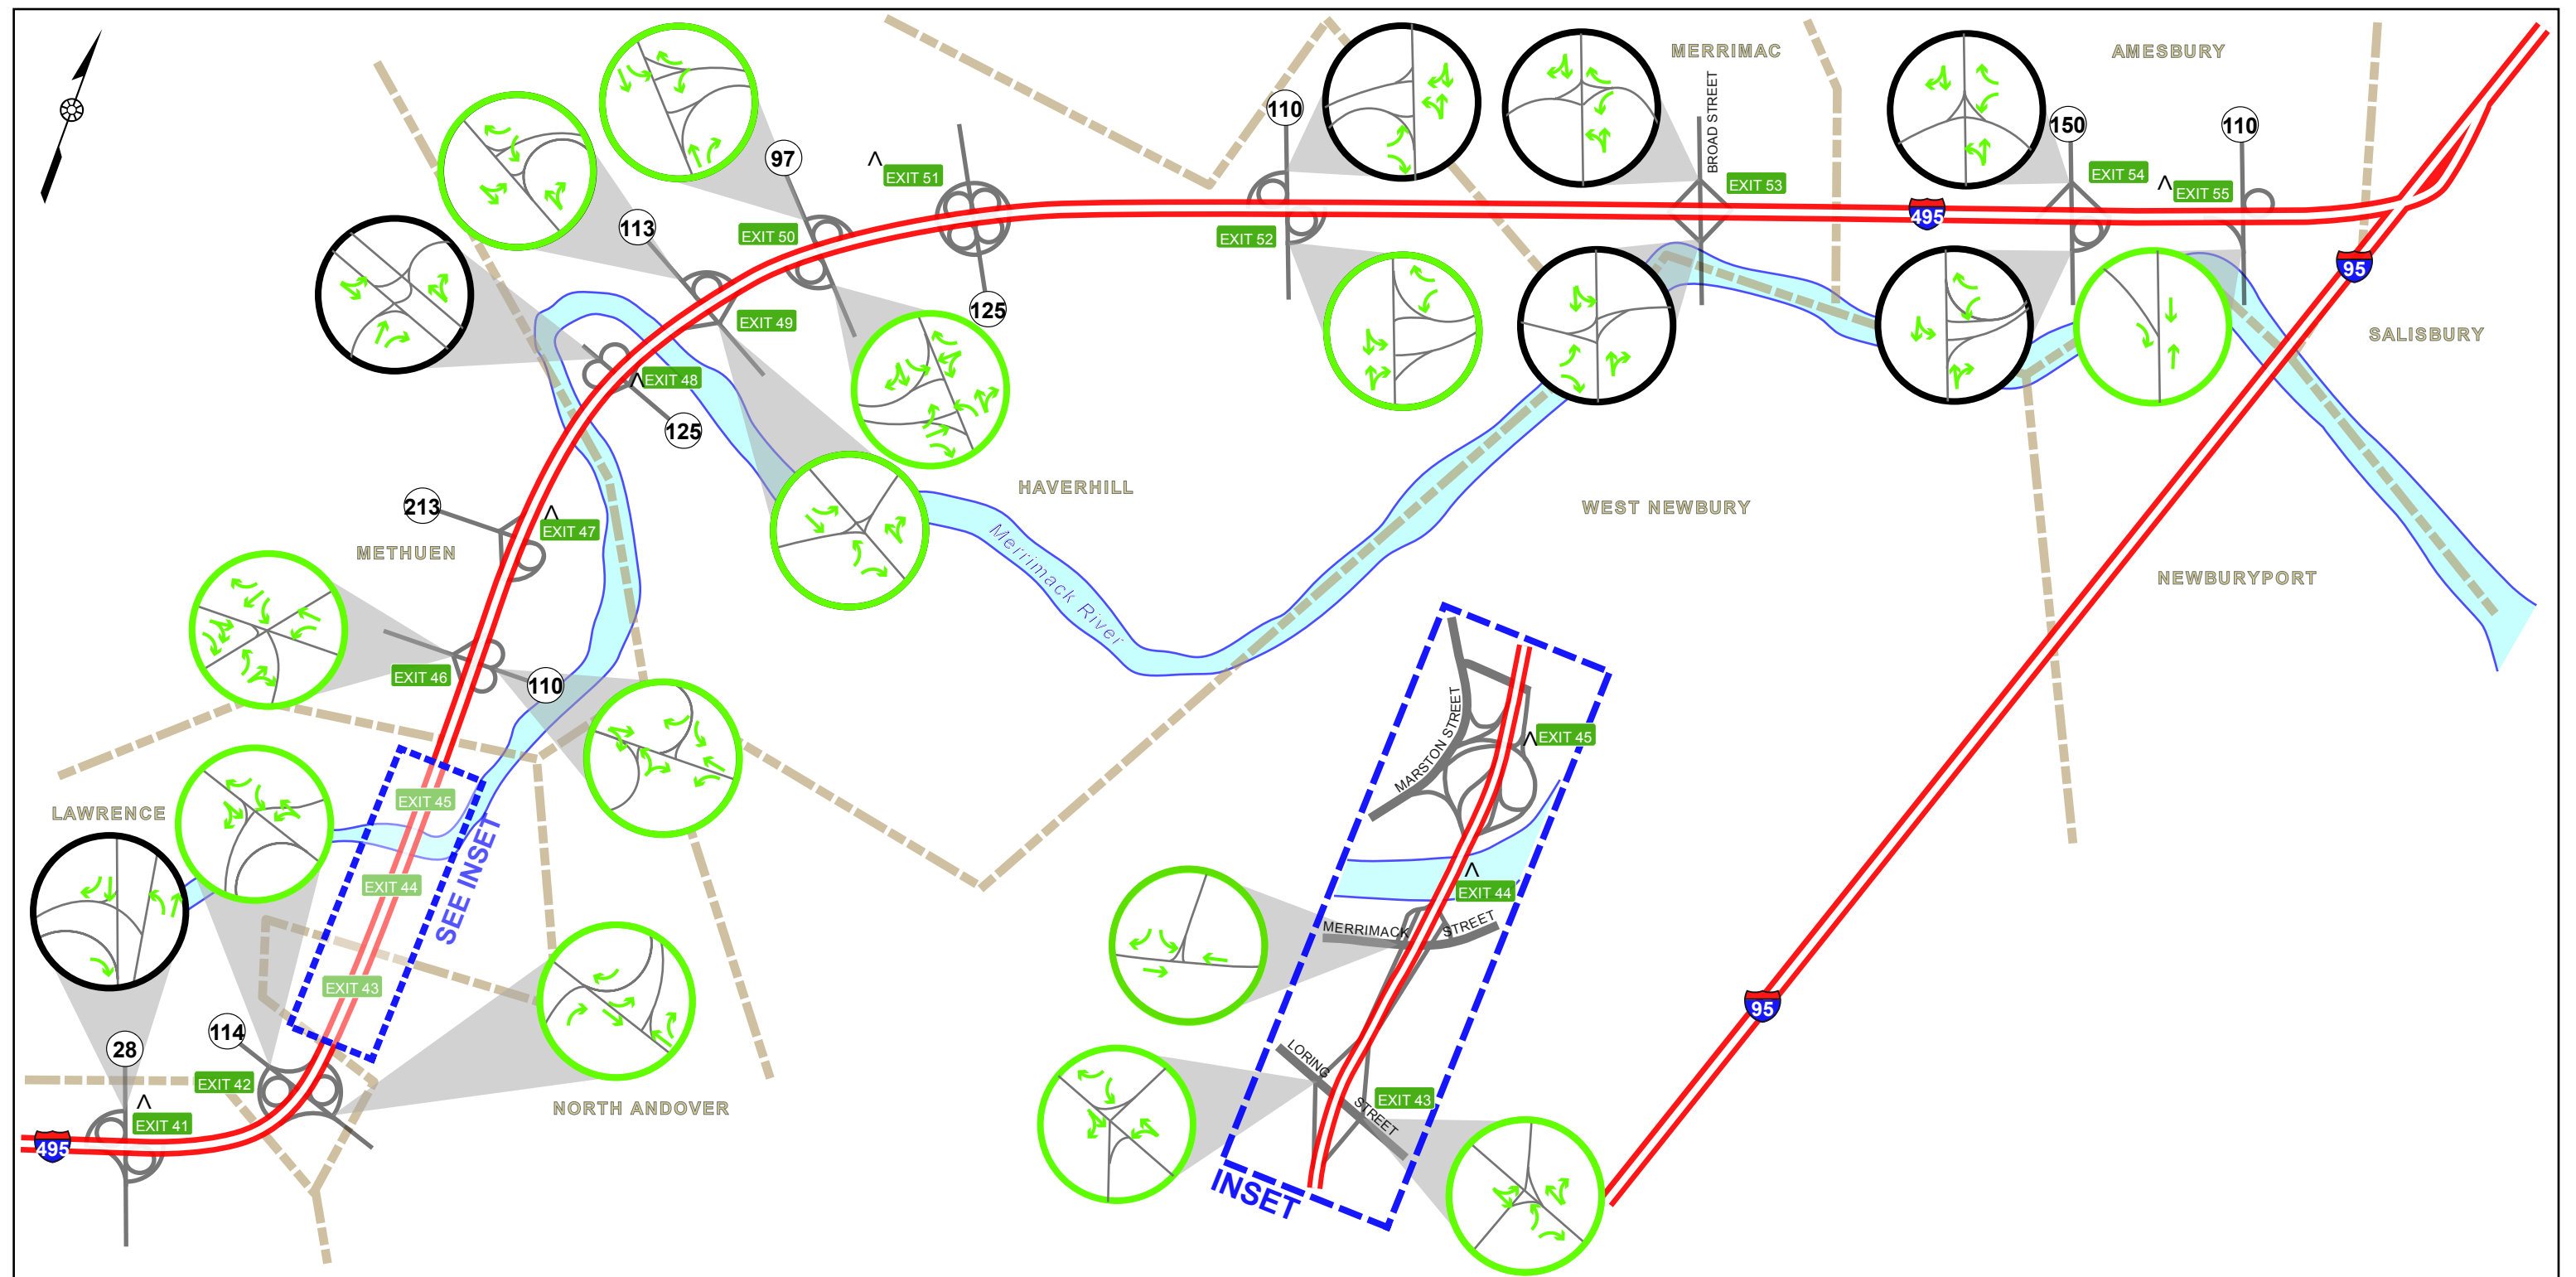 MERRIMAC
AMESBURY
BROAD STREET
110
150
110
97
EXIT 51
EXIT 53
EXIT 54
EXIT 55
113
EXIT 50
EXIT 52
495
95
125
EXIT 49
SALISBURY
EXIT 48
125
HAVERHILL
WEST NEWBURY
213
EXIT 47
METHUEN
Merrimack River
NEWBURYPORT
EXIT 46
110
MARSTON STREET
EXIT 45
LAWRENCE
EXIT 45
EXIT 44
SEE INSET
EXIT 43
EXIT 44
MERRIMACK STREET
95
28
114
LORING STREET
EXIT 42
EXIT 43
NORTH ANDOVER
EXIT 41
495
INSET